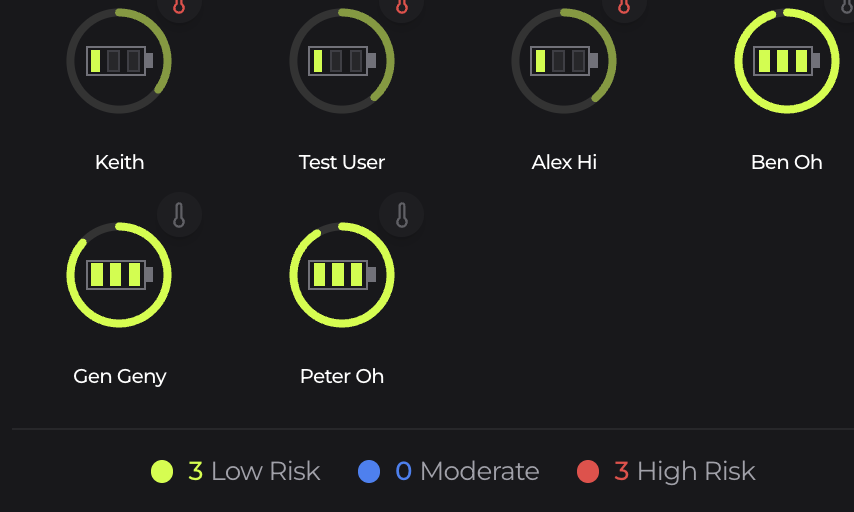 Keith
Test User
Alex Hi
Ben Oh
Gen Geny
Peter Oh
3 Low Risk
0 Moderate
3 High Risk